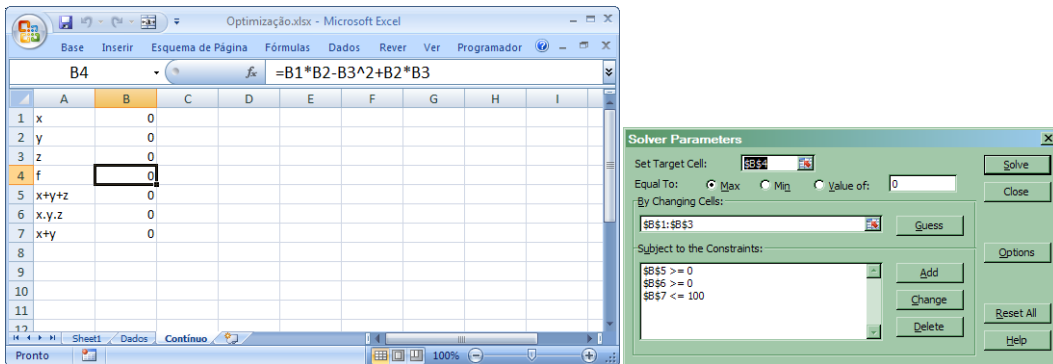 Optimização.xlsx - Microsoft Excel
Base Inserir Esquema de Página Fórmulas Dados Rever Ver Programador
B4 fx =B1*B2-B3^2+B2*B3
A B C D E F G H I
1 x 0
2 y 0
3 z 0
4 f 0
5 x+y+z 0
6 x.y.z 0
7 x+y 0
8
9
10
11
12
Sheet1 Dados Contínuo
Pronto 100%
Solver Parameters
Set Target Cell: $B$4 Solve
Equal To: Max Min Value of: 0 Close
By Changing Cells:
$B$1:$B$3 Guess
Subject to the Constraints: Options
$B$5 >= 0 Add
$B$6 >= 0
$B$7 <= 100 Change
Reset All
Delete
Help